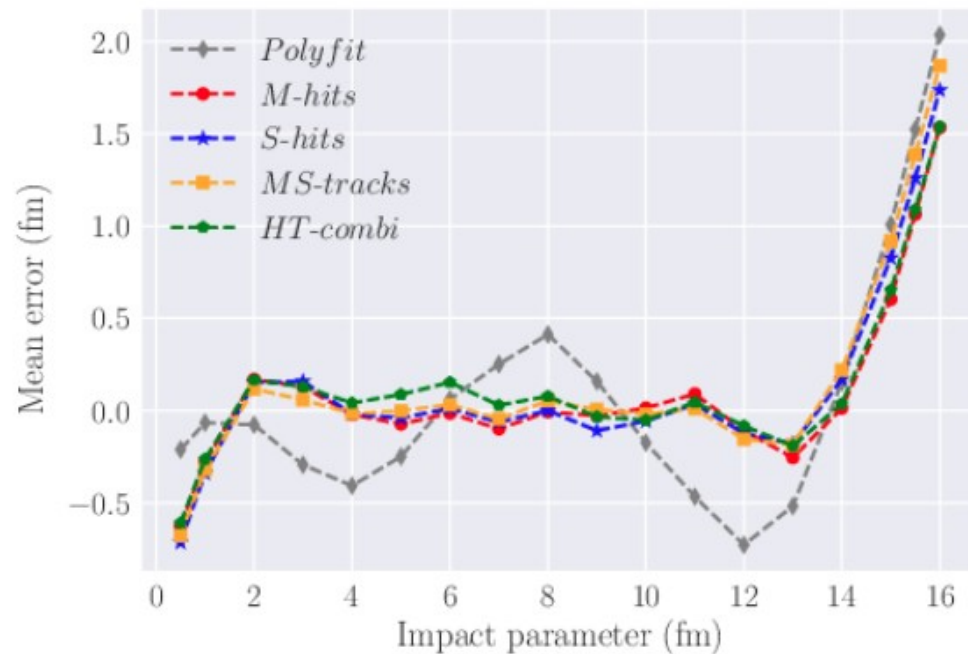 2.0
1.5
1.0
0.5
0.0
−0.5
Mean error (fm)
Polyfit
M-hits
S-hits
MS-tracks
HT-combi
0 2 4 6 8 10 12 14 16
Impact parameter (fm)